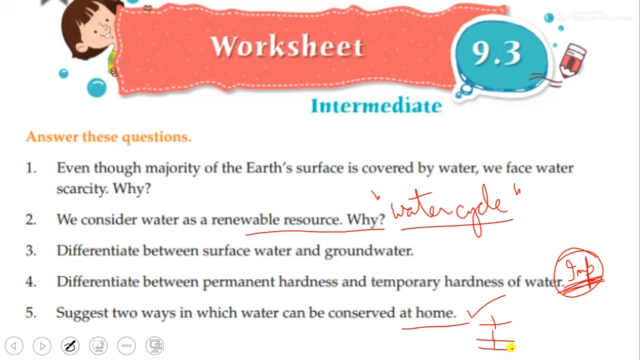 Worksheet 9.3
Intermediate
Answer these questions.
1. Even though majority of the Earth's surface is covered by water, we face water
scarcity. Why?
2. We consider water as a renewable resource. Why? "water cycle"
3. Differentiate between surface water and groundwater.
4. Differentiate between permanent hardness and temporary hardness of water. Imp
5. Suggest two ways in which water can be conserved at home.